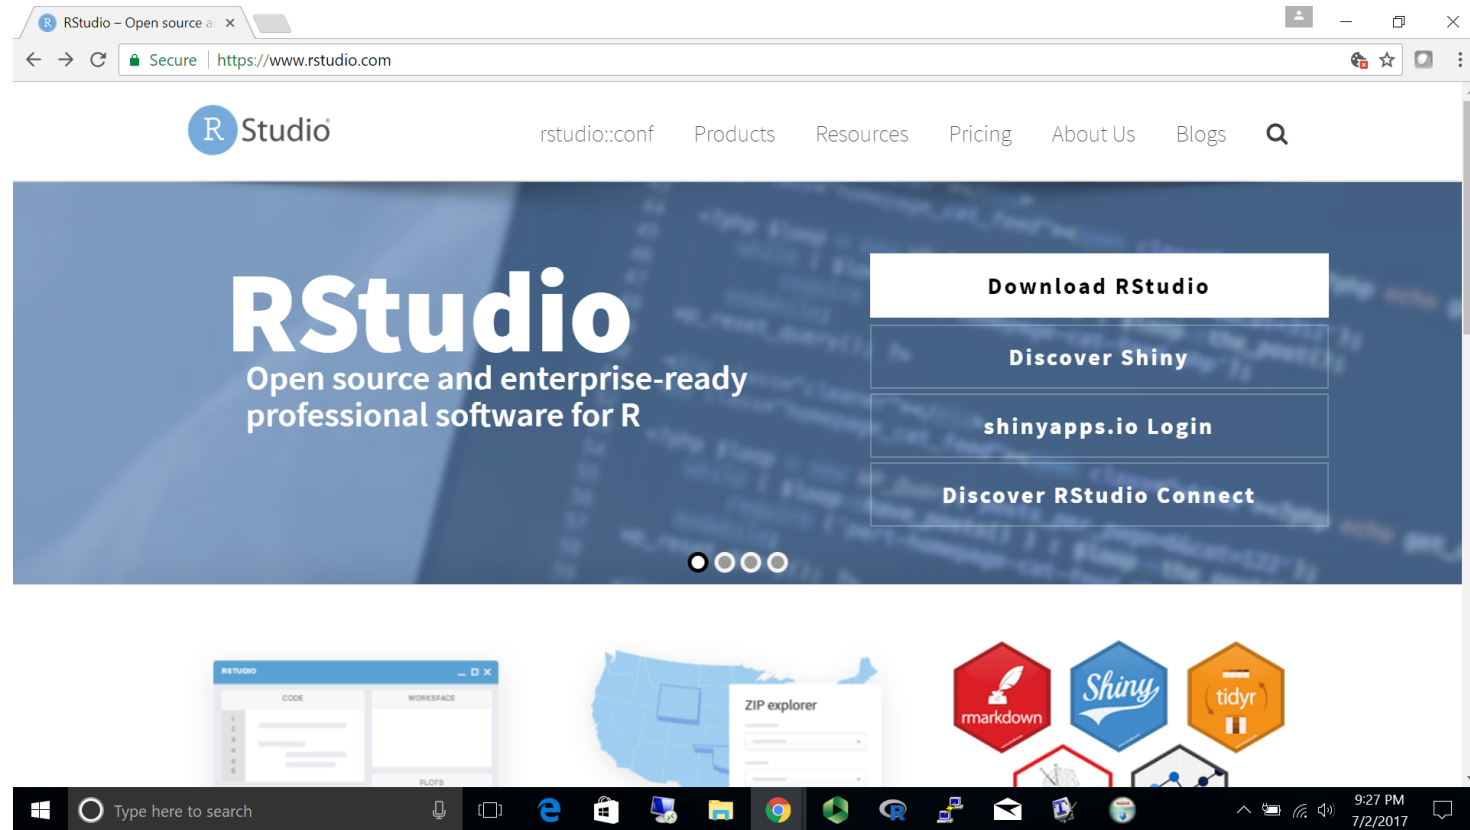 RStudio – Open source a
Secure
https://www.rstudio.com
R Studio
rstudio::conf
Products
Resources
Pricing
About Us
Blogs
RStudio
Open source and enterprise-ready
professional software for R
Download RStudio
Discover Shiny
shinyapps.io Login
Discover RStudio Connect
RSTUDIO
CODE
WORKSPACE
PLOTS
ZIP explorer
rmarkdown
Shiny
tidyr
Type here to search
9:27 PM
7/2/2017